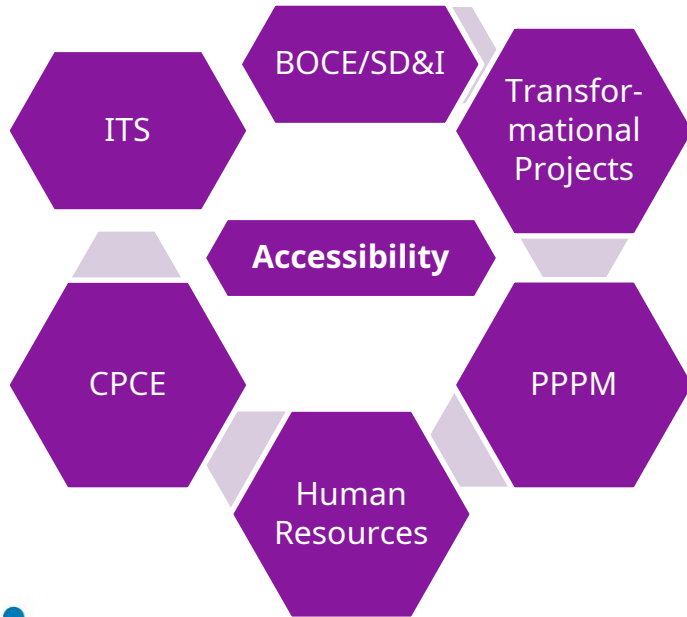 BOCE/SD&I
Transfor-
mational
Projects
ITS
Accessibility
CPCE
PPPM
Human
Resources